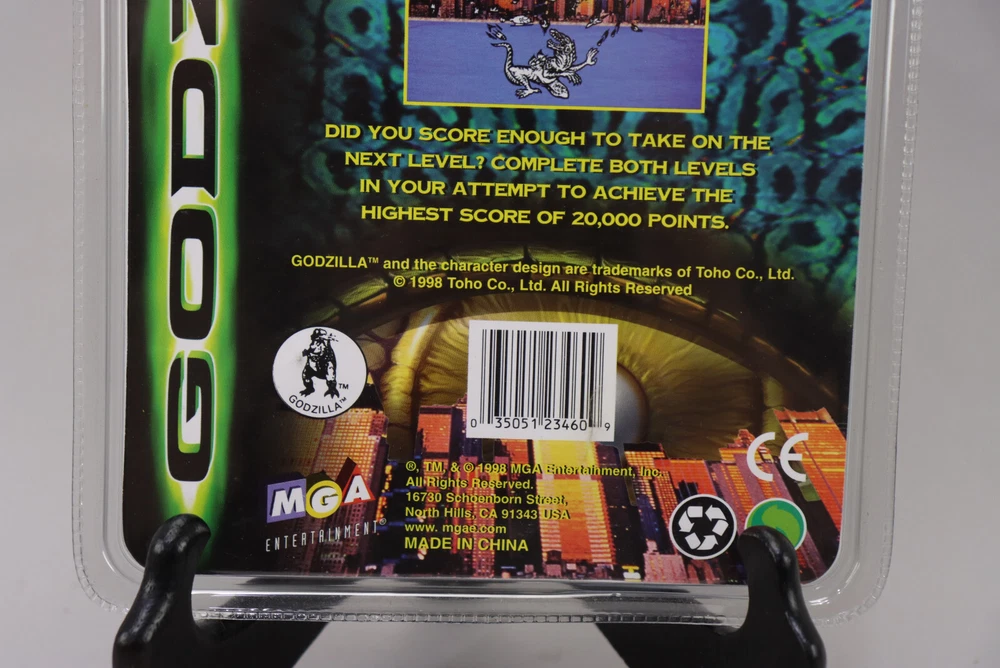 GODZ
DID YOU SCORE ENOUGH TO TAKE ON THE
NEXT LEVEL? COMPLETE BOTH LEVELS
IN YOUR ATTEMPT TO ACHIEVE THE
HIGHEST SCORE OF 20,000 POINTS.
GODZILLA™ and the character design are trademarks of Toho Co., Ltd.
© 1998 Toho Co., Ltd. All Rights Reserved
TM
GODZILLA™
0 35051 23460 9
CE
®, TM, & © 1998 MGA Entertainment, Inc.
All Rights Reserved.
16730 Schoenborn Street,
North Hills, CA 91343 USA
www. mgae.com
MADE IN CHINA
MGA
ENTERTAINMENT®